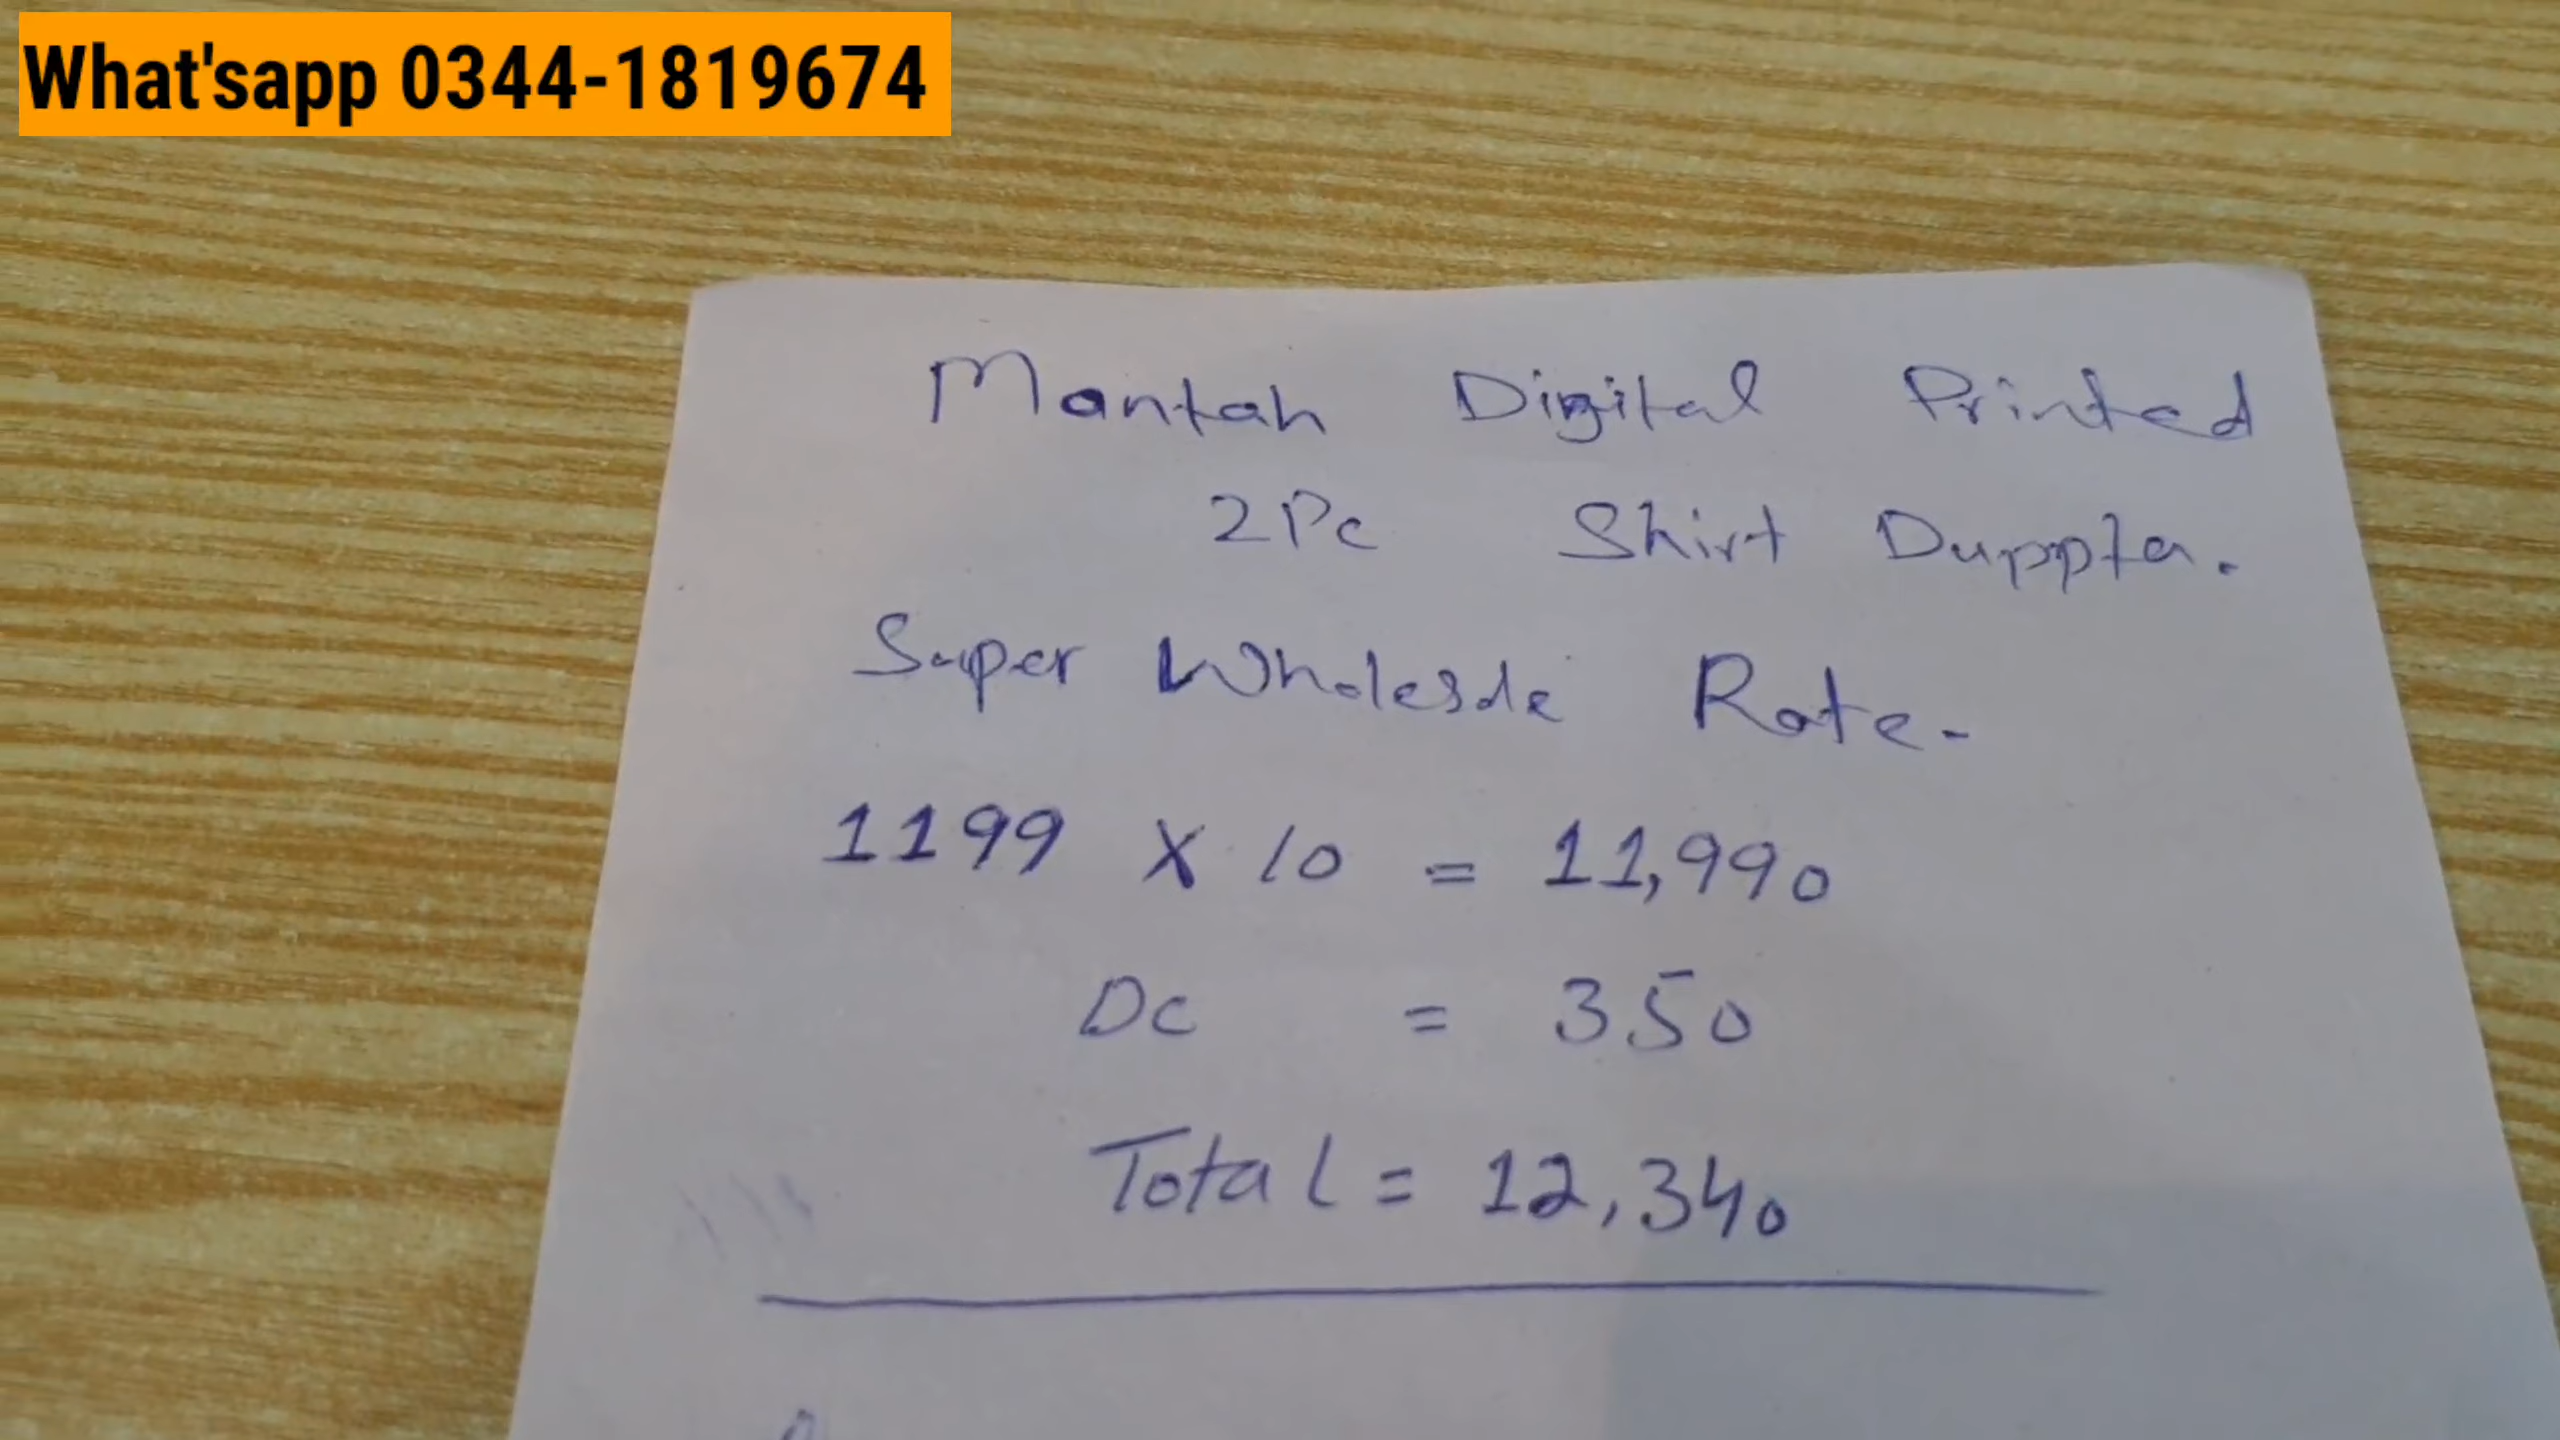 What'sapp 0344-1819674
Mantah Digital Printed
2Pc Shirt Duppta.
Super Wholesale Rate-
1199 X 10 = 11,990
DC = 350
Total = 12,340